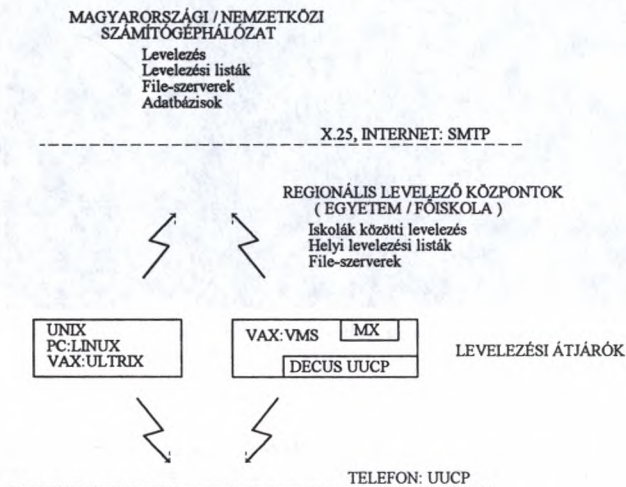 MAGYARORSZÁGI / NEMZETKÖZI
SZÁMÍTÓGÉPHÁLÓZAT
Levelezés
Levelezési listák
File-szerverek
Adatbázisok
X.25, INTERNET: SMTP
REGIONÁLIS LEVELEZŐ KÖZPONTOK
( EGYETEM / FŐISKOLA )
Iskolák közötti levelezés
Helyi levelezési listák
File-szerverek
UNIX
PC:LINUX
VAX:ULTRIX
VAX:VMS
MX
DECUS UUCP
LEVELEZÉSI ÁTJÁRÓK
TELEFON: UUCP